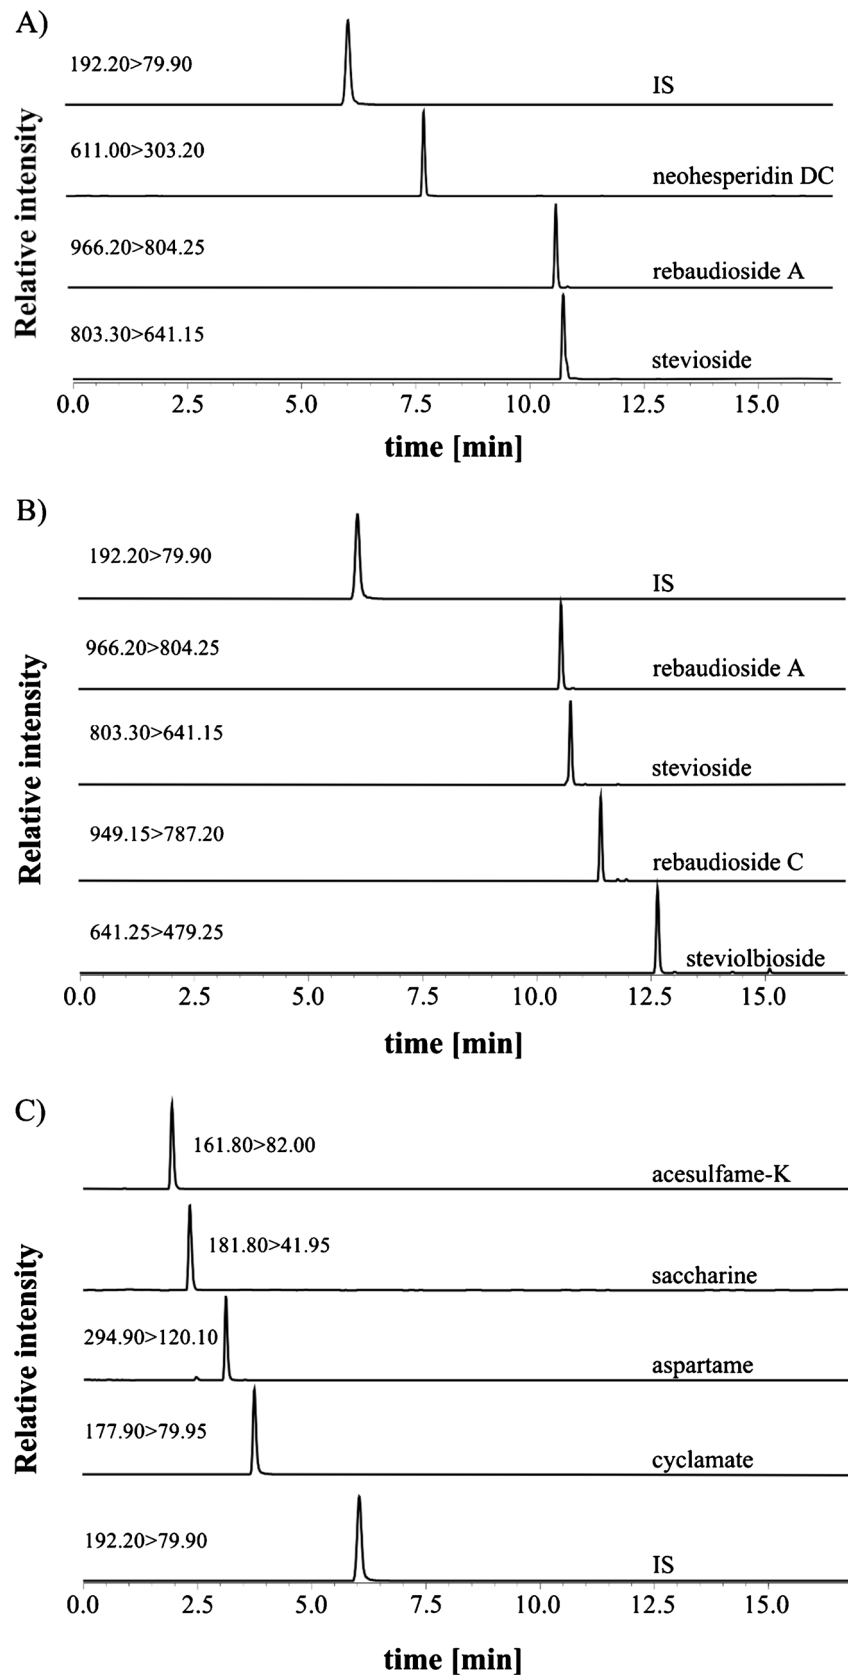 A)
192.20>79.90
IS
611.00>303.20
neohesperidin DC
966.20>804.25
rebaudioside A
803.30>641.15
stevioside
Relative intensity
0.0 2.5 5.0 7.5 10.0 12.5 15.0
time [min]
B)
192.20>79.90
IS
966.20>804.25
rebaudioside A
803.30>641.15
stevioside
949.15>787.20
rebaudioside C
641.25>479.25
steviolbioside
Relative intensity
0.0 2.5 5.0 7.5 10.0 12.5 15.0
time [min]
C)
161.80>82.00
acesulfame-K
181.80>41.95
saccharine
294.90>120.10
aspartame
177.90>79.95
cyclamate
192.20>79.90
IS
Relative intensity
0.0 2.5 5.0 7.5 10.0 12.5 15.0
time [min]